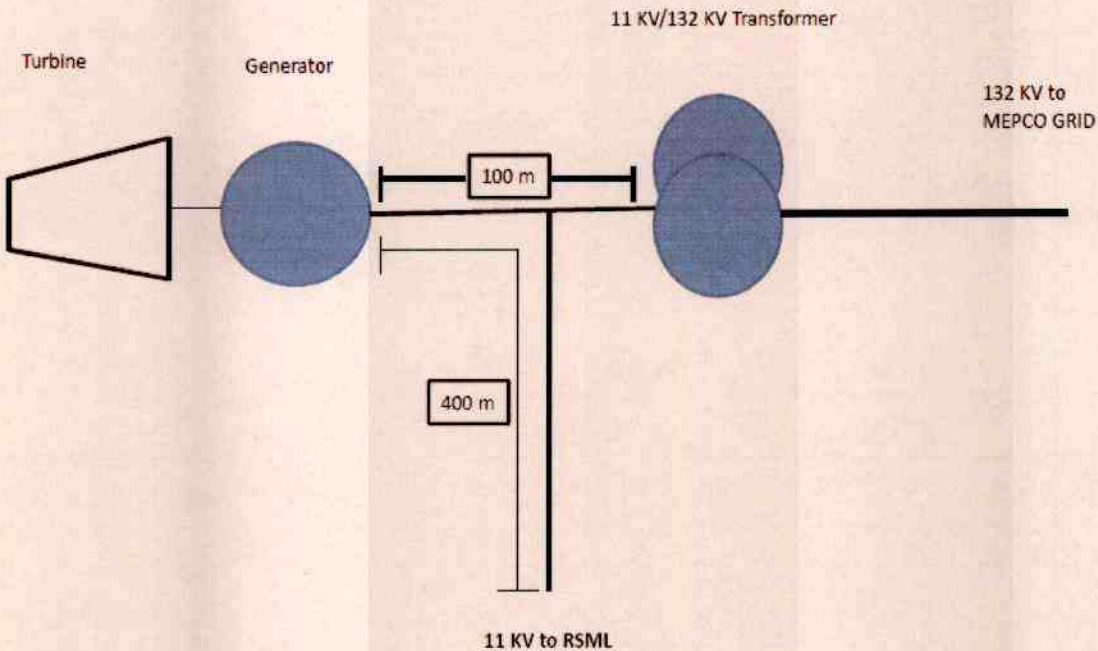 11 KV/132 KV Transformer
Turbine
Generator
132 KV to
MEPCO GRID
100 m
400 m
11 KV to RSML